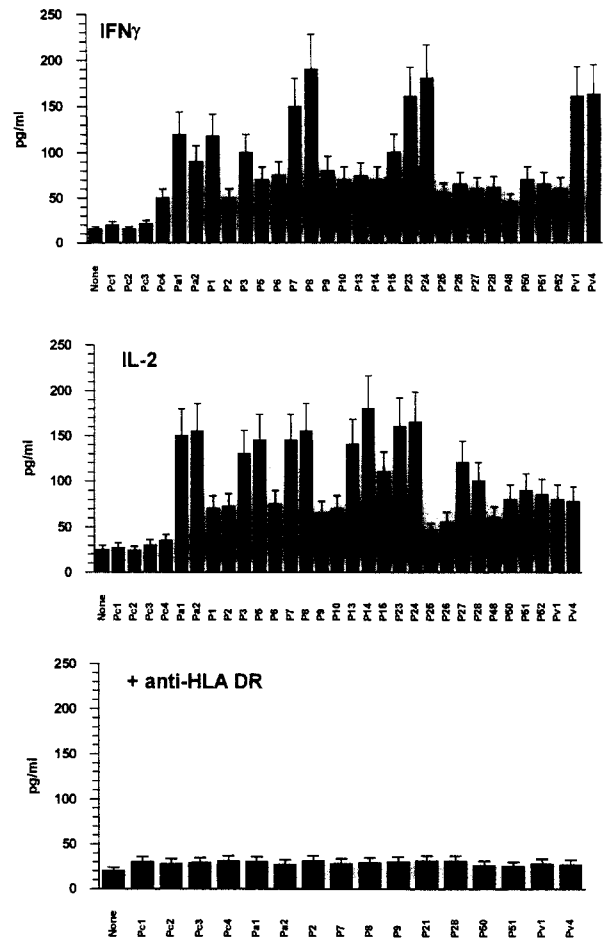 IFNγ
250
200
150
100
50
0
pg/ml
None Pc1 Pc2 Pc3 Pc4 Pa1 Pa2 P1 P2 P3 P5 P6 P7 P8 P9 P10 P13 P14 P15 P23 P24 P25 P26 P27 P28 P48 P50 P51 P52 Pv1 Pv4
IL-2
250
200
150
100
50
0
pg/ml
None Pc1 Pc2 Pc3 Pc4 Pa1 Pa2 P1 P2 P3 P5 P6 P7 P8 P9 P10 P13 P14 P15 P23 P24 P25 P26 P27 P28 P48 P50 P51 P52 Pv1 Pv4
+ anti-HLA DR
250
200
150
100
50
0
pg/ml
None Pc1 Pc2 Pc3 Pc4 Pa1 Pa2 P2 P7 P8 P9 P21 P28 P50 P51 Pv1 Pv4